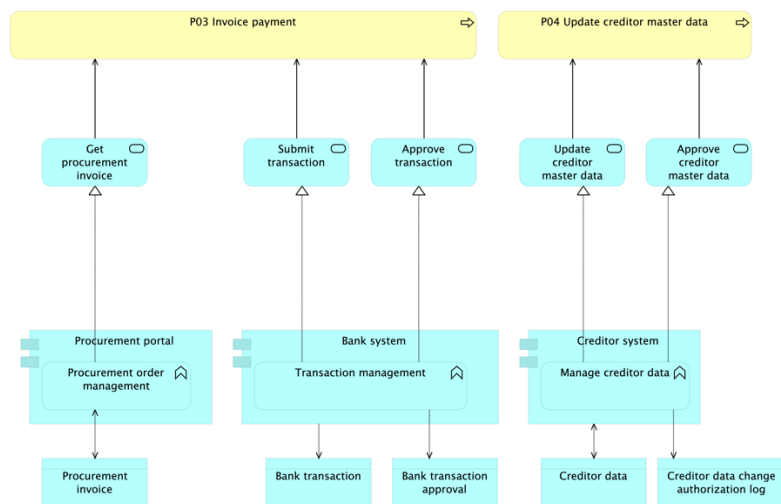 P03 Invoice payment
P04 Update creditor master data
Get
procurement
invoice
Submit
transaction
Approve
transaction
Update
creditor
master data
Approve
creditor
master data
Procurement portal
Bank system
Creditor system
Procurement order
management
Transaction management
Manage creditor data
Procurement
invoice
Bank transaction
Bank transaction
approval
Creditor data
Creditor data change
authorization log